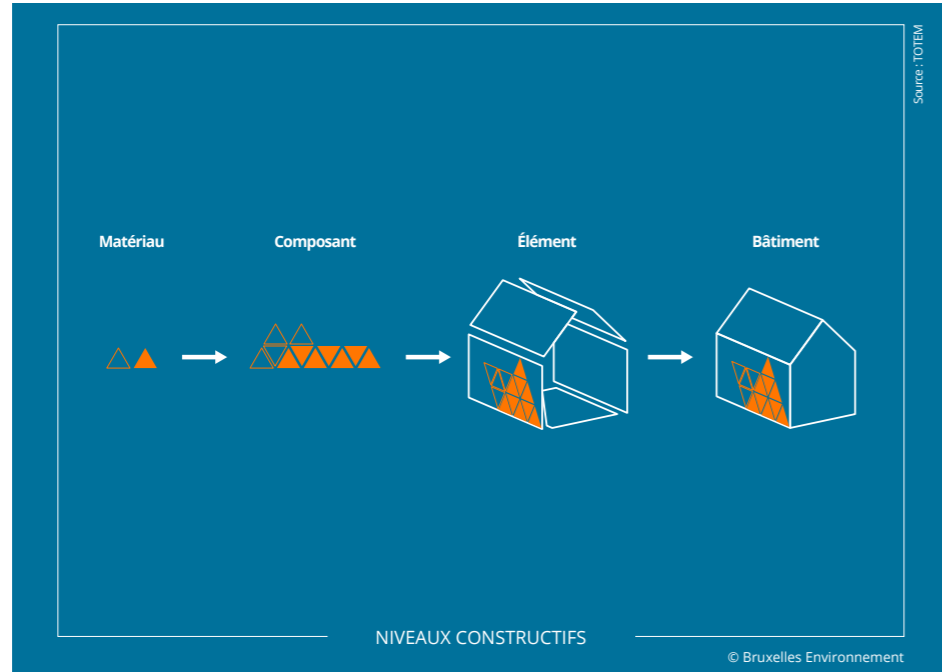 Source : TOTEM
Matériau
Composant
Élément
Bâtiment
NIVEAUX CONSTRUCTIFS
© Bruxelles Environnement